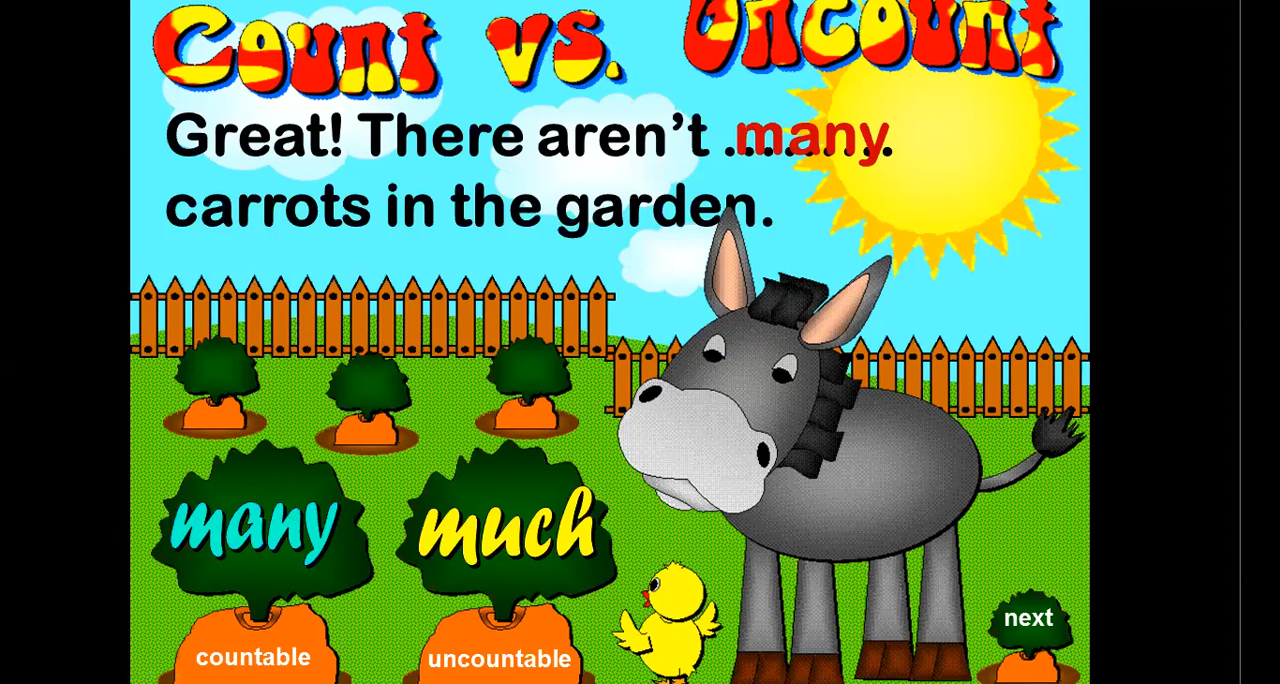 Count vs. Uncount
Great! There aren't ..many..
carrots in the garden.
many
much
countable
uncountable
next